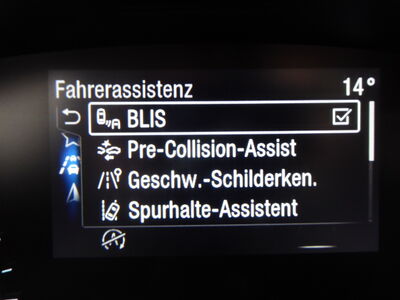 Fahrerassistenz 14°
BLIS
Pre-Collision-Assist
Geschw.-Schilderken.
Spurhalte-Assistent